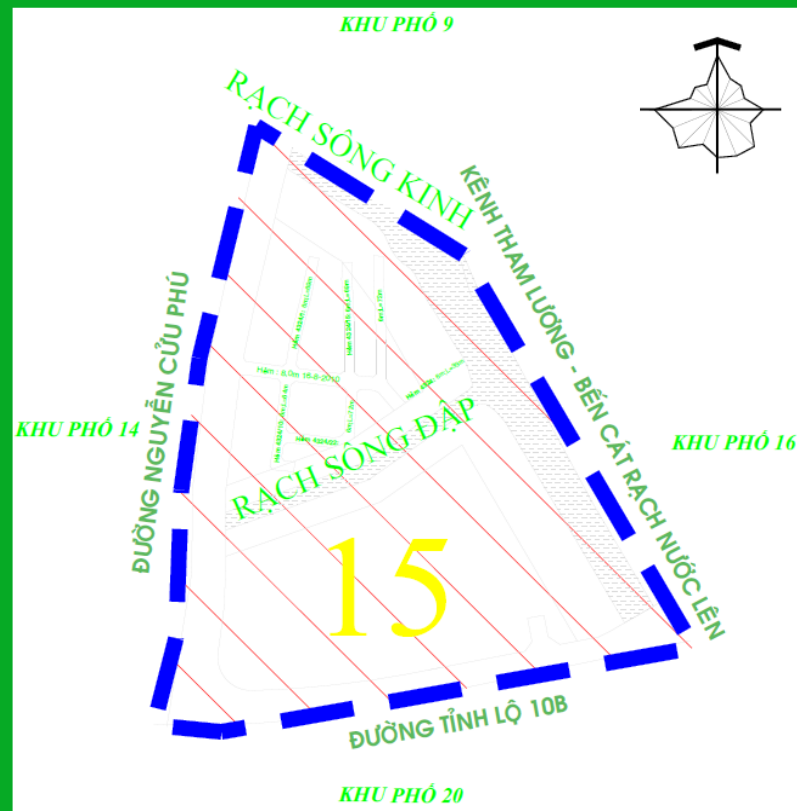 KHU PHỐ 9
RẠCH SÔNG KINH
KÊNH THAM LƯƠNG - BẾN CÁT RẠCH NƯỚC LÊN
ĐƯỜNG NGUYỄN CỬU PHÚ
KHU PHỐ 14
KHU PHỐ 16
RẠCH SÔNG ĐẬP
15
ĐƯỜNG TỈNH LỘ 10B
KHU PHỐ 20